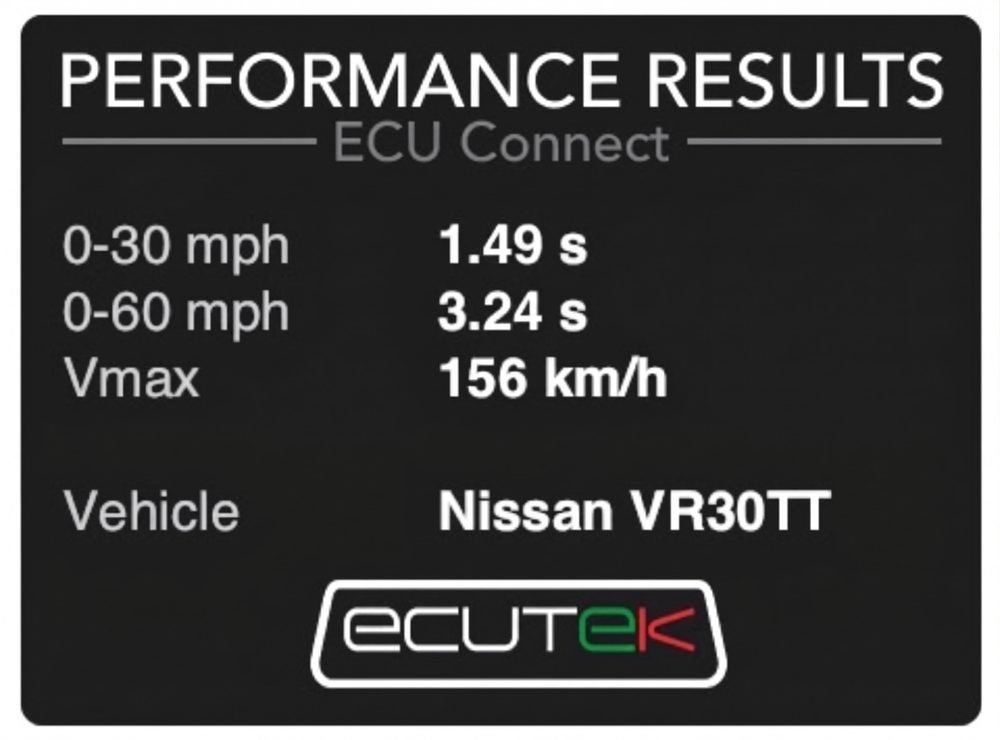 PERFORMANCE RESULTS
ECU Connect
0-30 mph 1.49 s
0-60 mph 3.24 s
Vmax 156 km/h
Vehicle Nissan VR30TT
ecutek